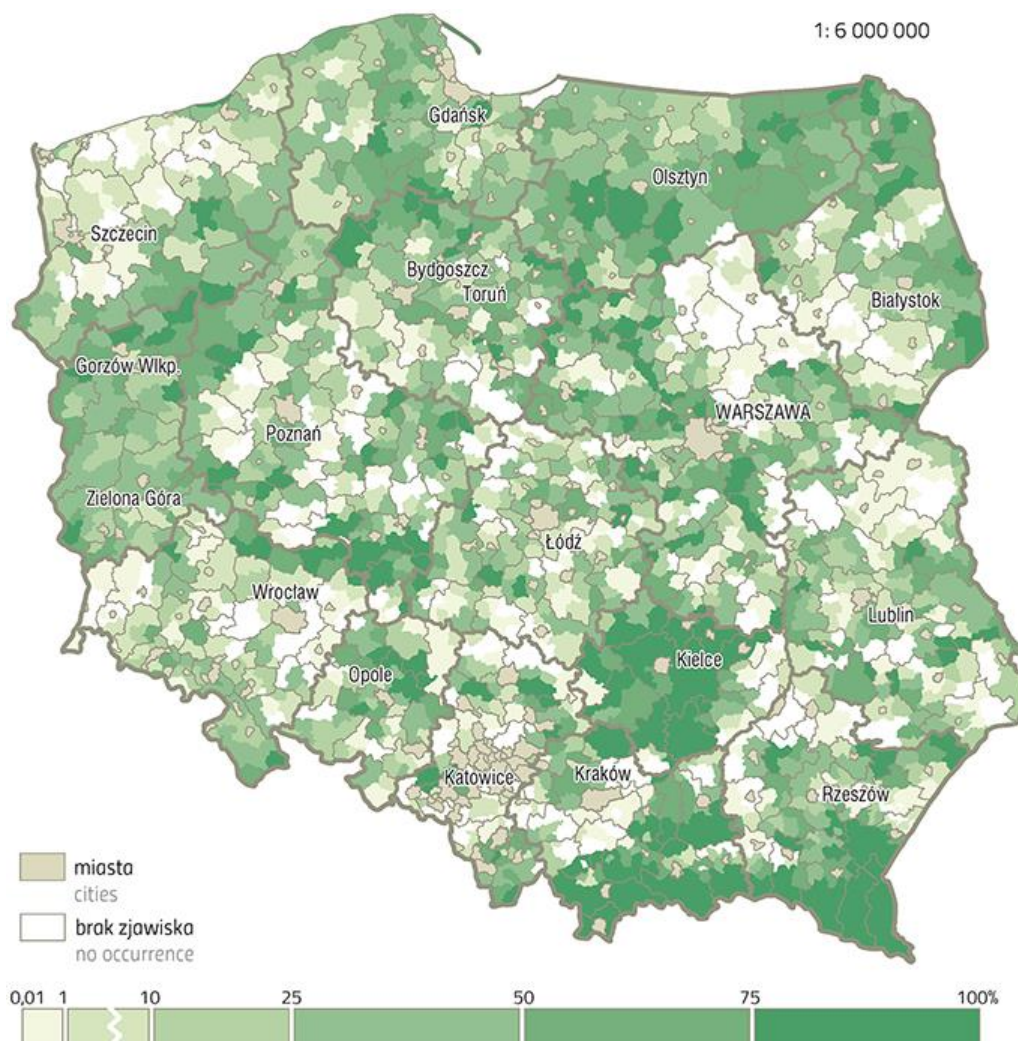 1: 6 000 000
Gdańsk
Olsztyn
Szczecin
Bydgoszcz
Toruń
Białystok
Gorzów Wlkp.
WARSZAWA
Poznań
Zielona Góra
Łódź
Wrocław
Lublin
Kielce
Opole
Katowice
Kraków
Rzeszów
miasta
cities
brak zjawiska
no occurrence
0,01 1 10 25 50 75 100%